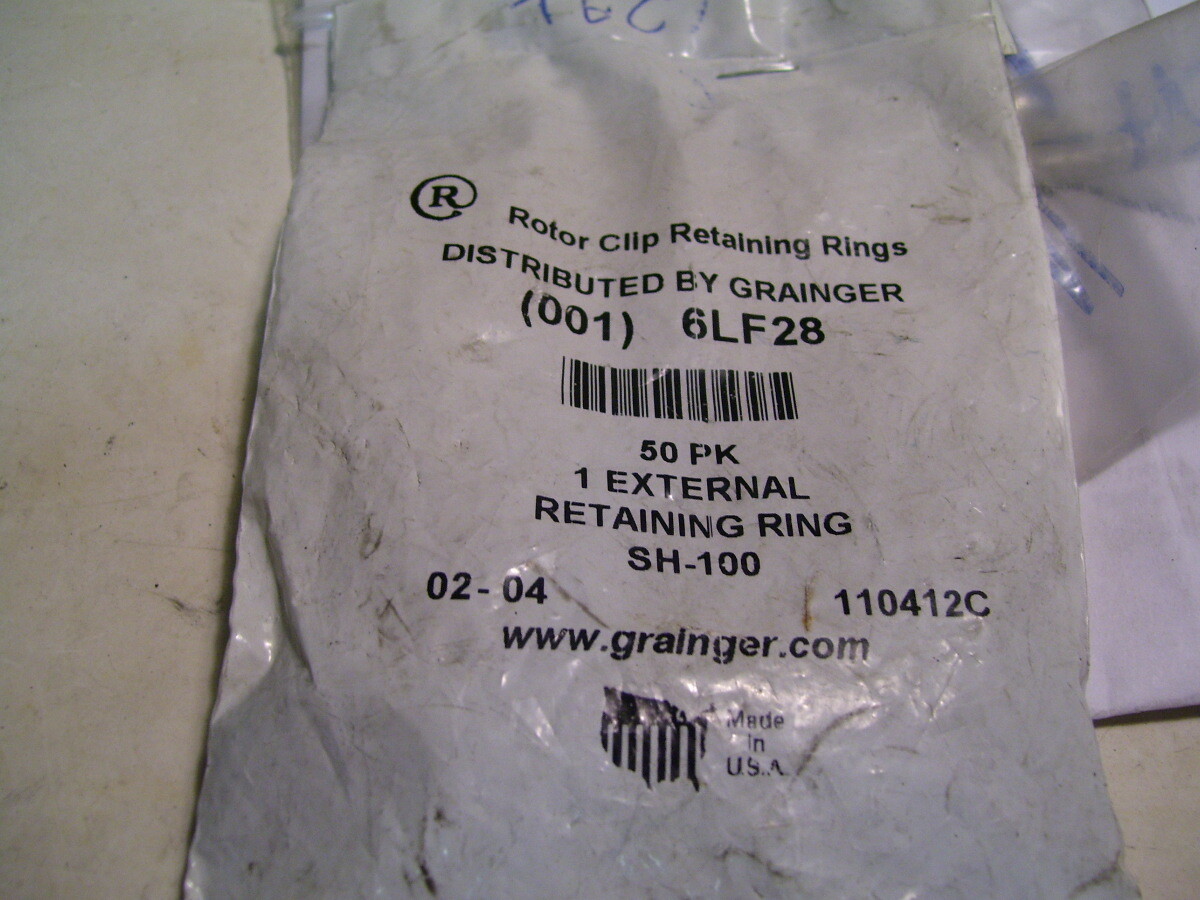 R Rotor Clip Retaining Rings
DISTRIBUTED BY GRAINGER
(001) 6LF28
50 PK
1 EXTERNAL
RETAINING RING
SH-100
02-04 110412C
www.grainger.com
Made
in
U.S.A.